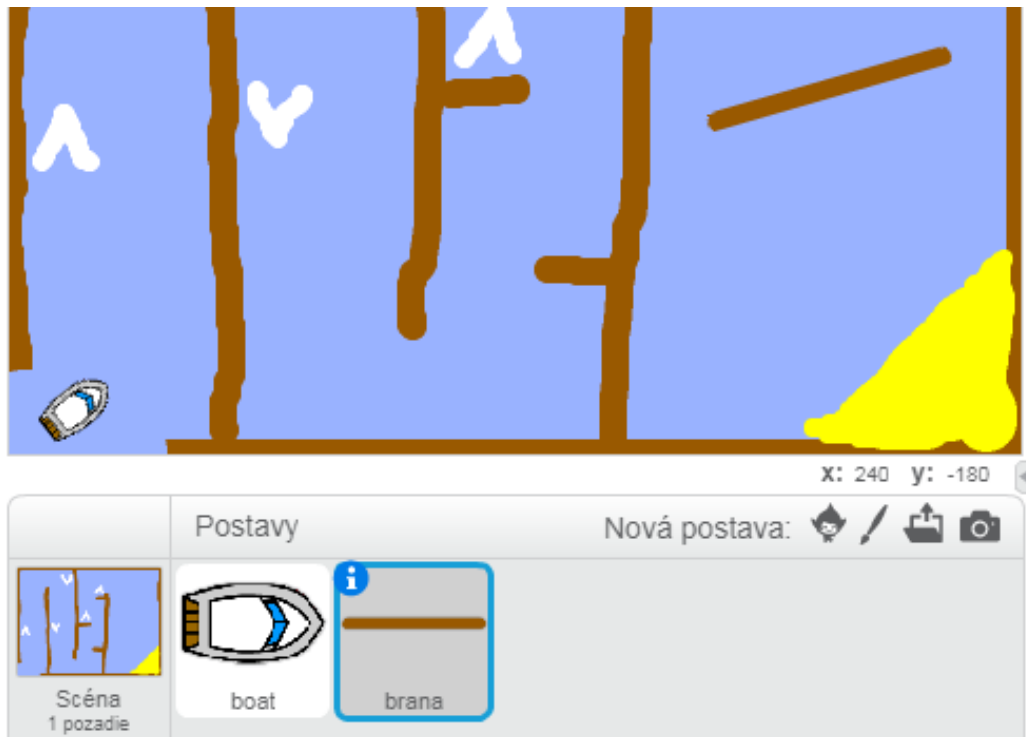 x: 240 y: -180
Postavy
Nová postava:
boat
brana
Scéna
1 pozadie